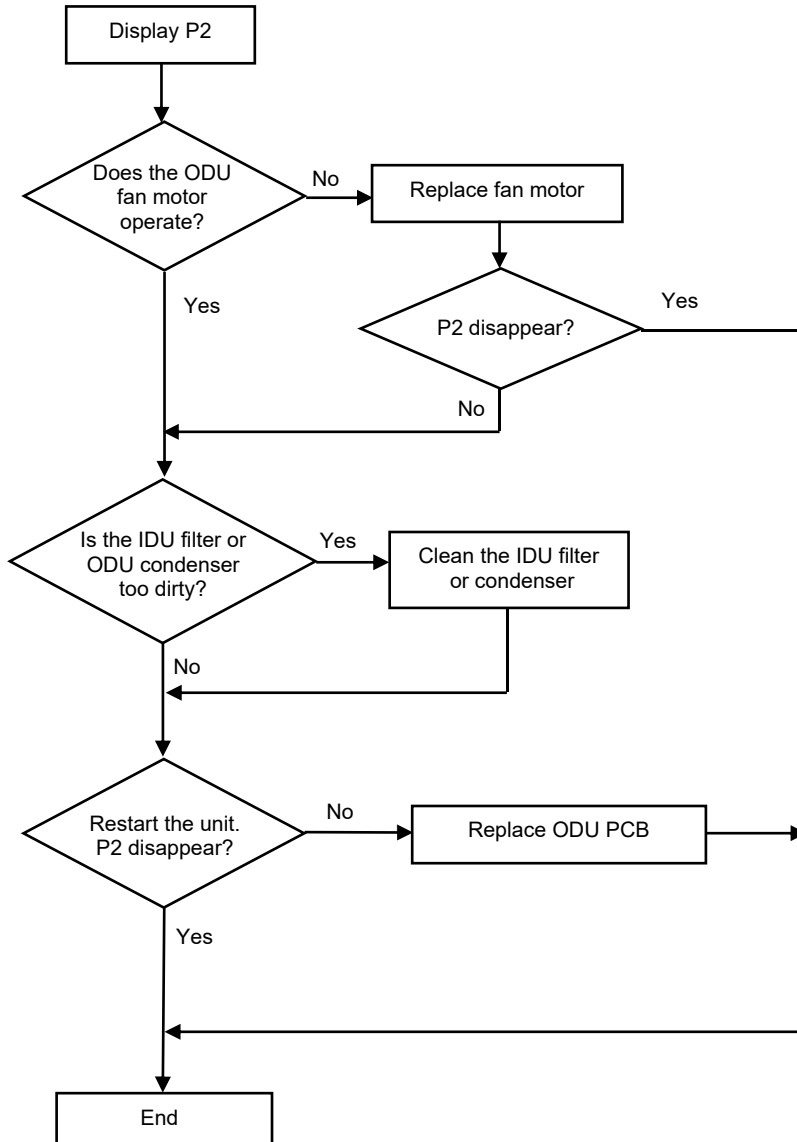 Display P2
Does the ODU
fan motor
operate?
No
Replace fan motor
Yes
P2 disappear?
Yes
No
Is the IDU filter or
ODU condenser
too dirty?
Yes
Clean the IDU filter
or condenser
No
Restart the unit.
P2 disappear?
No
Replace ODU PCB
Yes
End